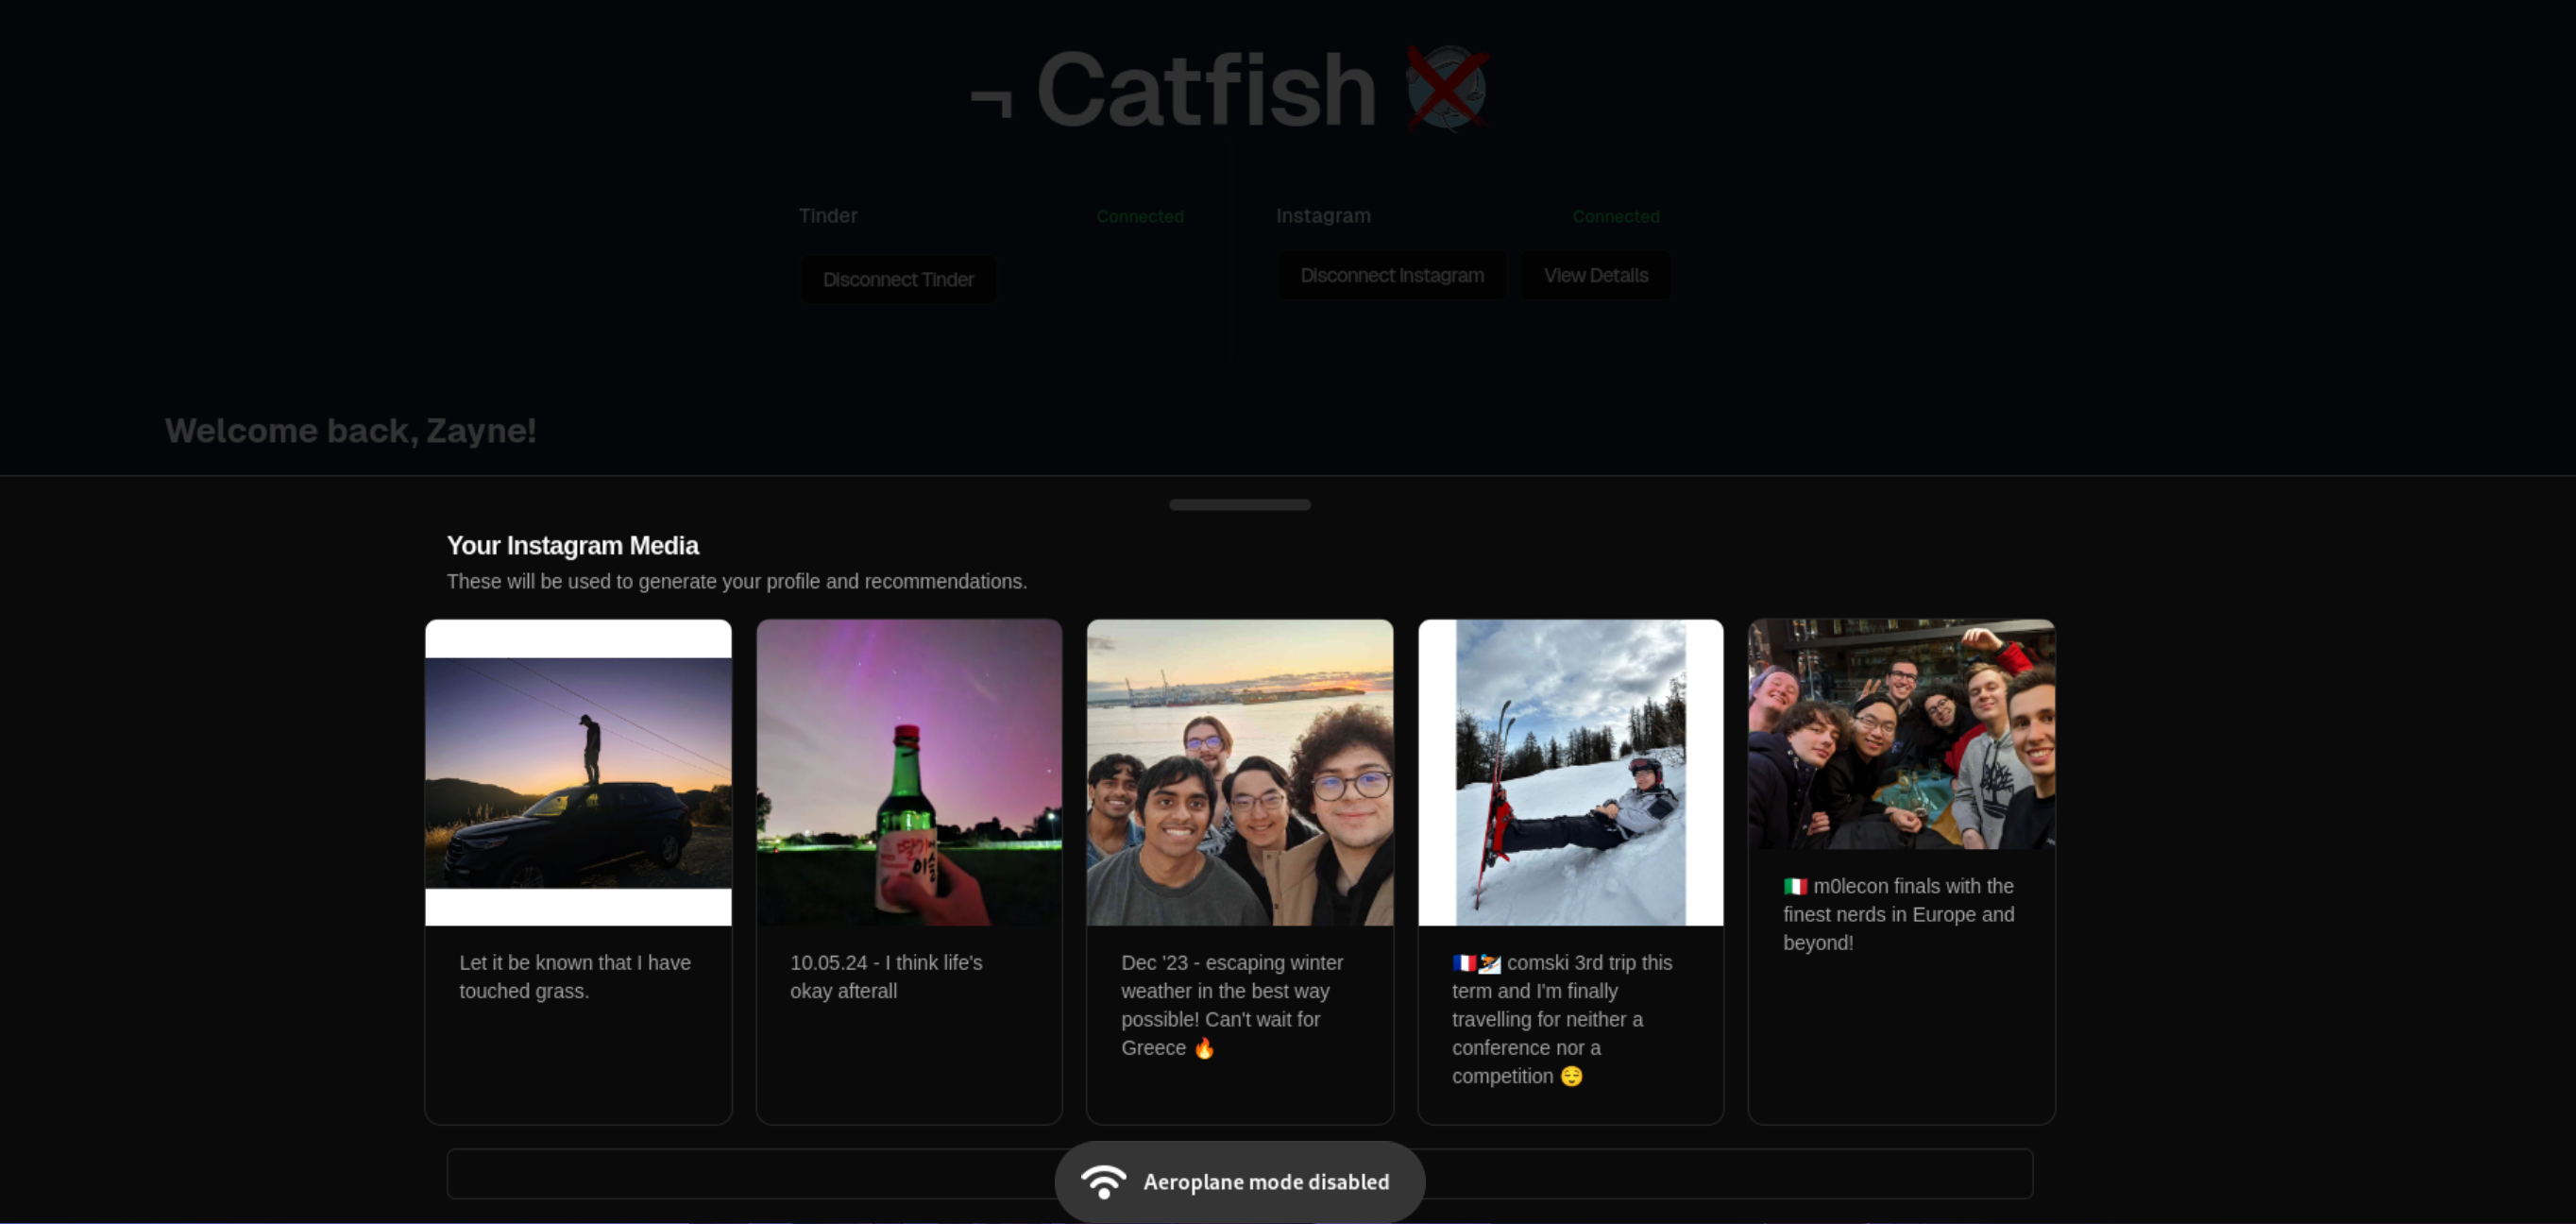 ¬ Catfish
Tinder
Connected
Instagram
Connected
Disconnect Tinder
Disconnect Instagram
View Details
Welcome back, Zayne!
Your Instagram Media
These will be used to generate your profile and recommendations.
Let it be known that I have
touched grass.
10.05.24 - I think life's
okay afterall
Dec '23 - escaping winter
weather in the best way
possible! Can't wait for
Greece 🔥
🇫🇷⛷️ comski 3rd trip this
term and I'm finally
travelling for neither a
conference nor a
competition 😌
🇮🇹 m0lecon finals with the
finest nerds in Europe and
beyond!
Aeroplane mode disabled